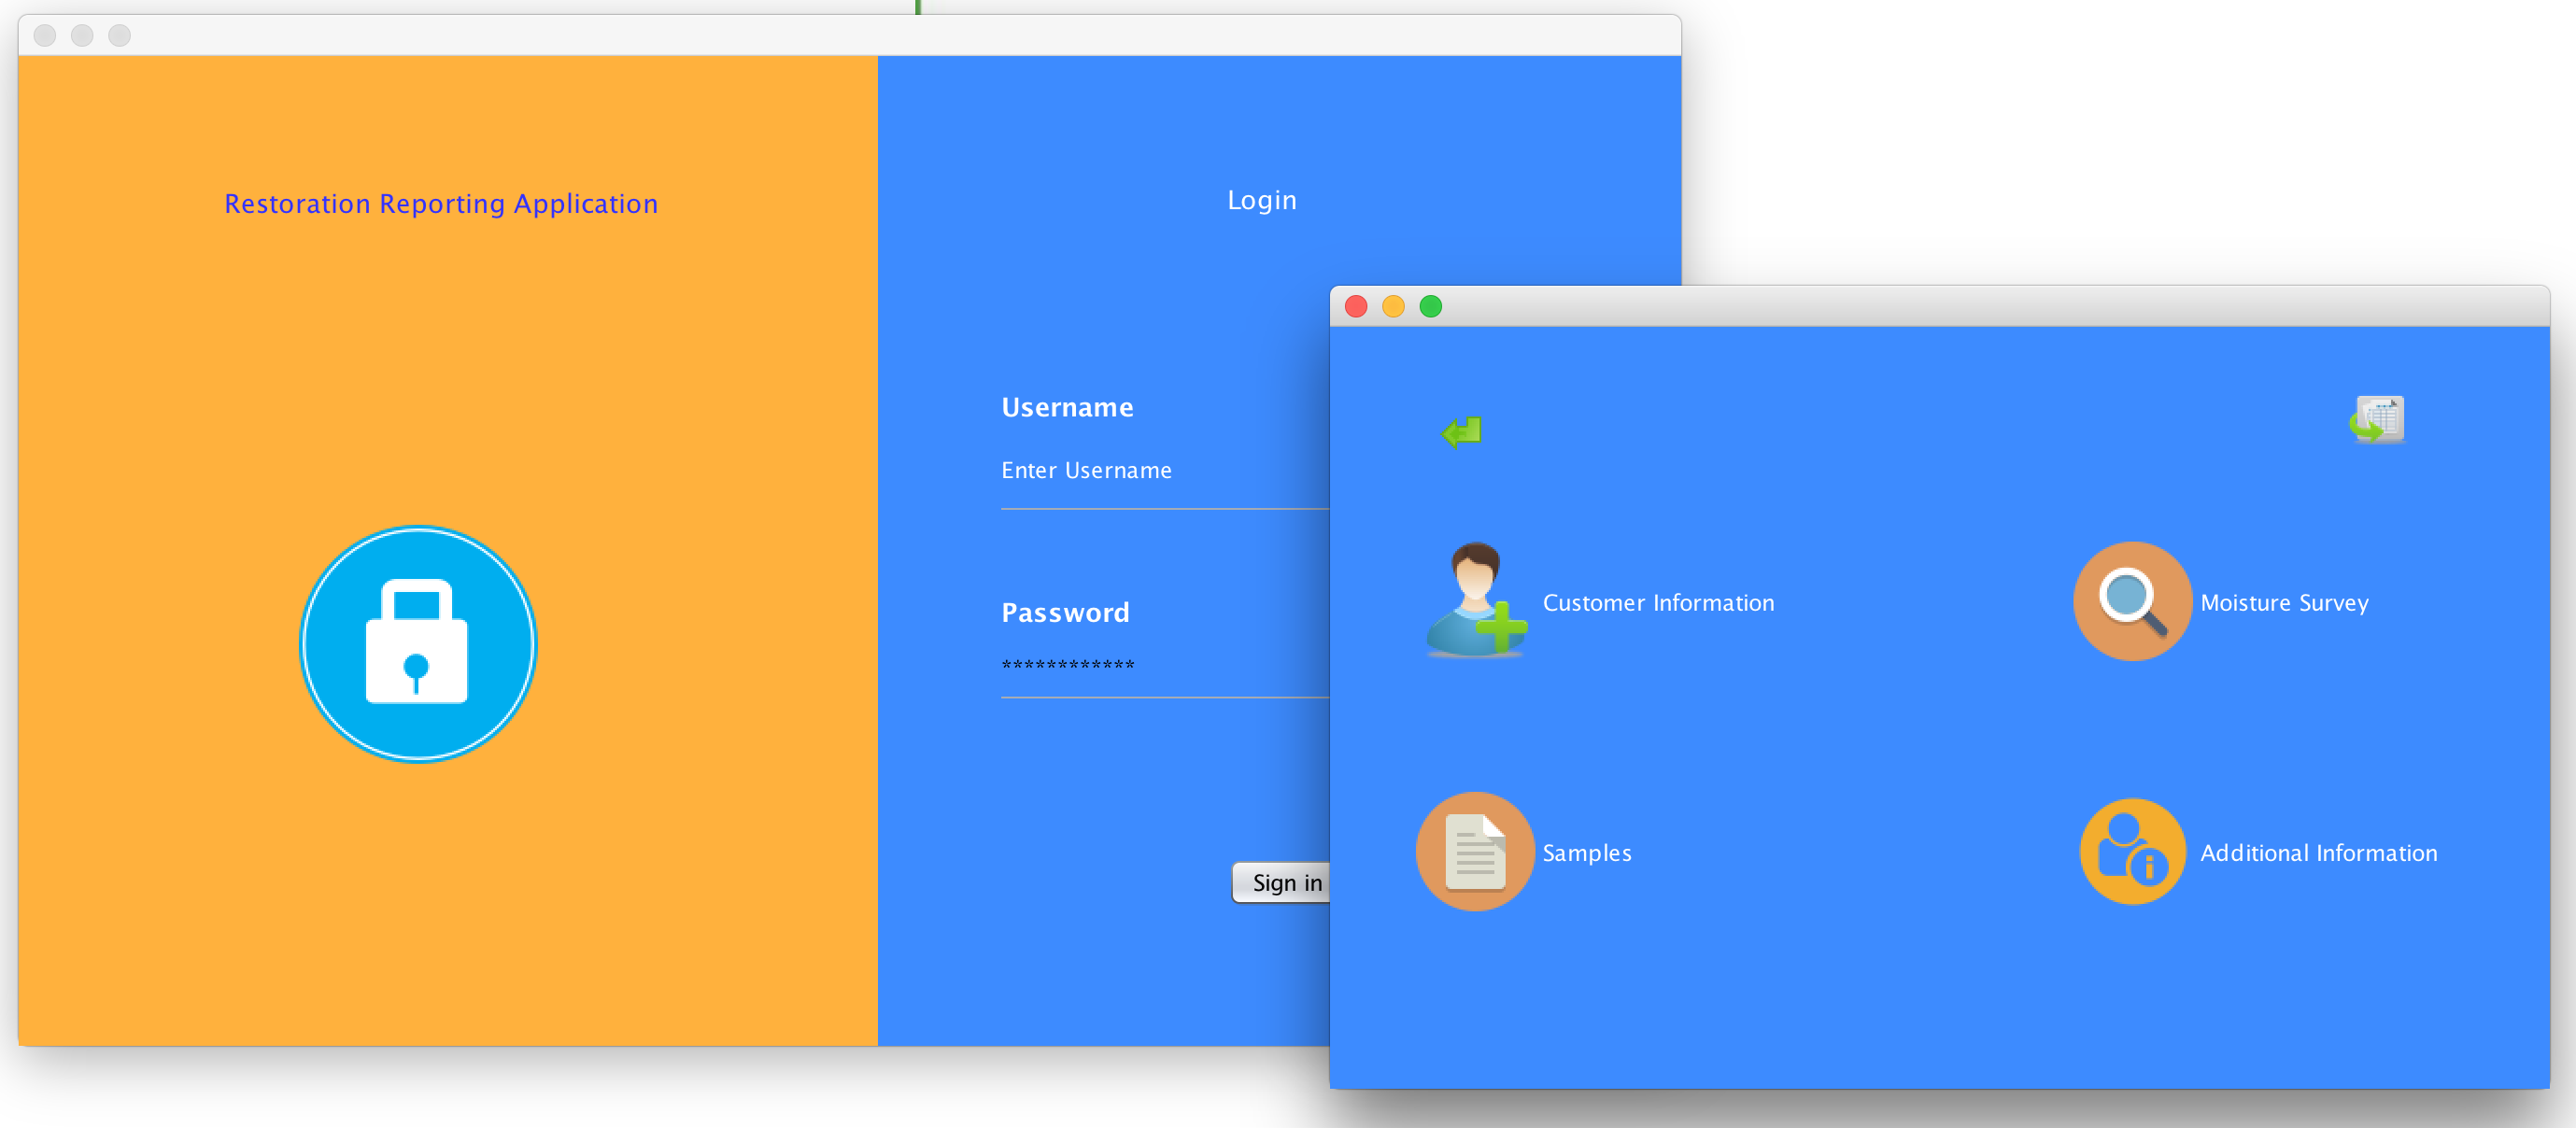 Restoration Reporting Application
Login
Username
Enter Username
Password
************
Sign in
Customer Information
Moisture Survey
Samples
Additional Information